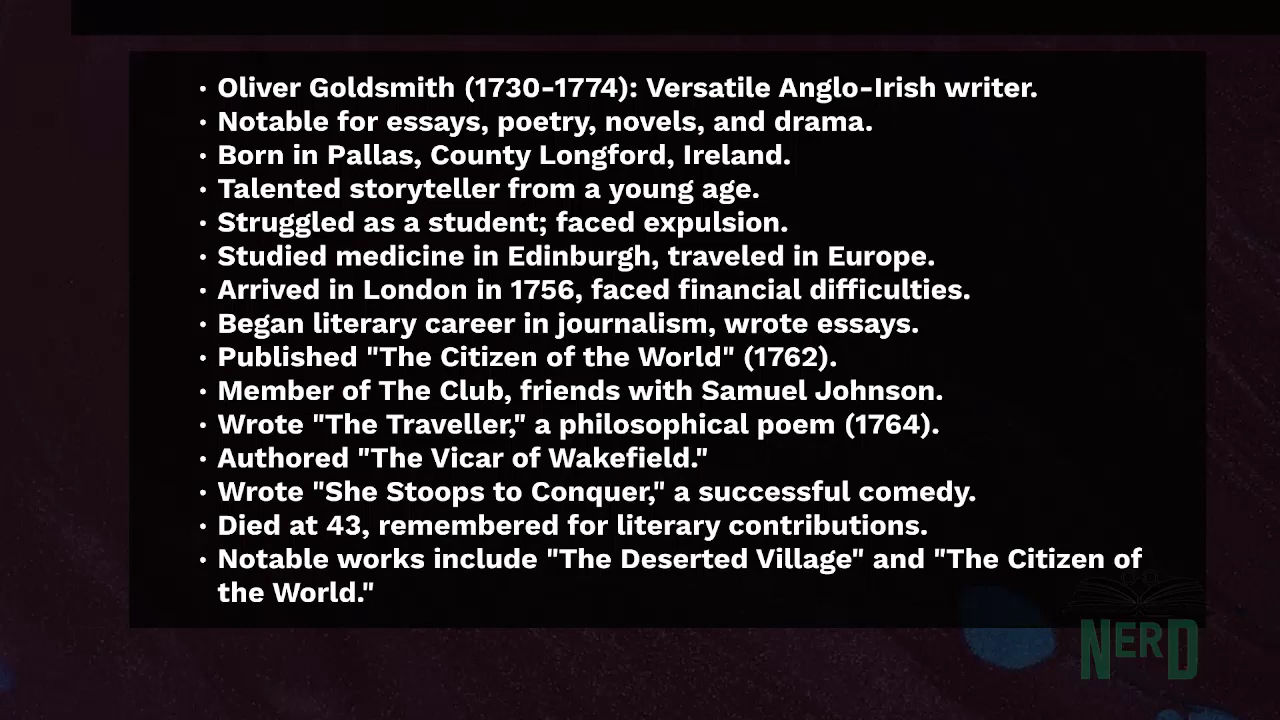 • Oliver Goldsmith (1730-1774): Versatile Anglo-Irish writer.
• Notable for essays, poetry, novels, and drama.
• Born in Pallas, County Longford, Ireland.
• Talented storyteller from a young age.
• Struggled as a student; faced expulsion.
• Studied medicine in Edinburgh, traveled in Europe.
• Arrived in London in 1756, faced financial difficulties.
• Began literary career in journalism, wrote essays.
• Published "The Citizen of the World" (1762).
• Member of The Club, friends with Samuel Johnson.
• Wrote "The Traveller," a philosophical poem (1764).
• Authored "The Vicar of Wakefield."
• Wrote "She Stoops to Conquer," a successful comedy.
• Died at 43, remembered for literary contributions.
• Notable works include "The Deserted Village" and "The Citizen of
the World."
NERD